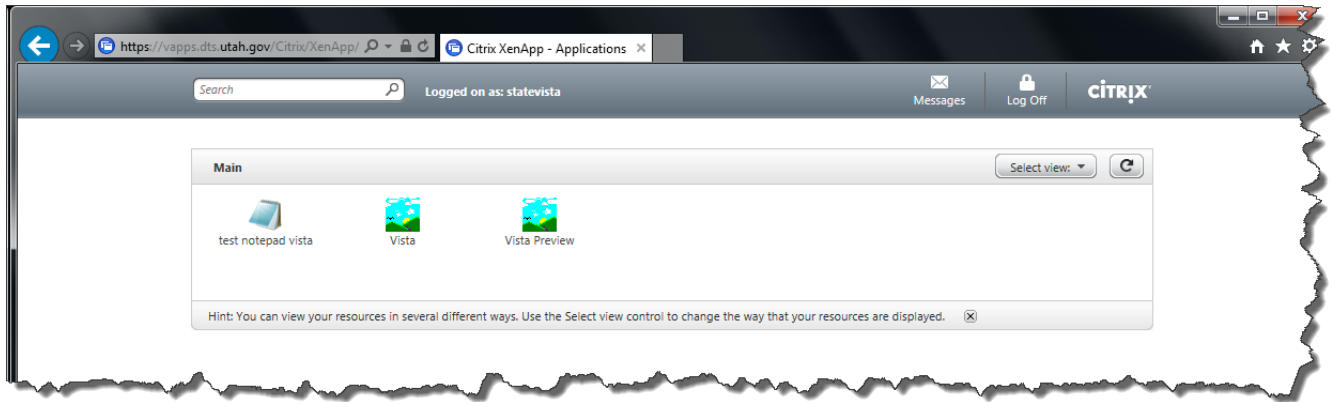 https://vapps.dts.utah.gov/Citrix/XenApp/ Citrix XenApp - Applications
Search Logged on as: statevista Messages Log Off CITRIX
Main Select view:
test notepad vista Vista Vista Preview
Hint: You can view your resources in several different ways. Use the Select view control to change the way that your resources are displayed.